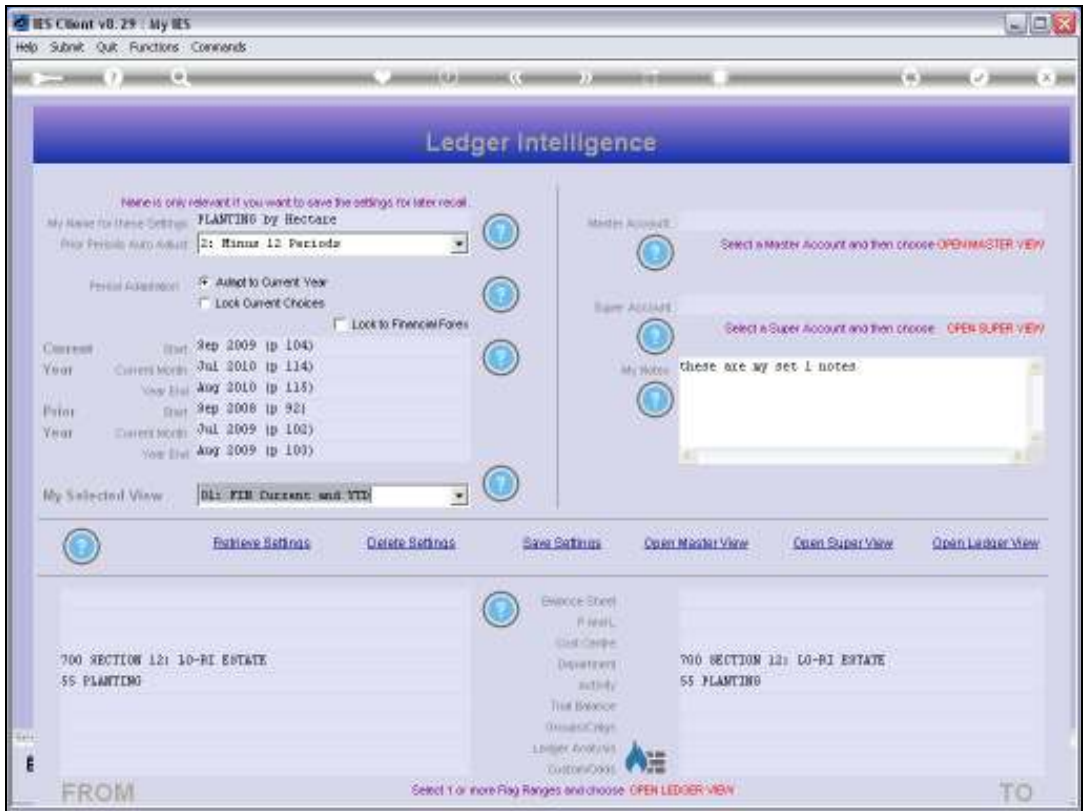 IES Client v8.29 : My IES
Help Submit Quit Functions Commands
Ledger Intelligence
Name is only relevant if you want to save the settings for later recall.
My Name for these Settings PLANTING by Hectare
Prior Periods Auto Adjust 2: Minus 12 Periods
Period Adaptation Adapt to Current Year
Lock Current Choices
Lock to Financial Forex
Current Year
Start Sep 2009 (p 104)
Current Month Jul 2010 (p 114)
Year End Aug 2010 (p 115)
Prior Year
Start Sep 2008 (p 92)
Current Month Jul 2009 (p 102)
Year End Aug 2009 (p 103)
My Selected View 01: FIN Current and YTD
Master Account
Select a Master Account and then choose OPEN MASTER VIEW
Super Account
Select a Super Account and then choose OPEN SUPER VIEW
My Notes these are my set 1 notes
Retrieve Settings Delete Settings Save Settings Open Master View Open Super View Open Ledger View
Balance Sheet
P and L
Cost Centre
700 SECTION 12: LO-RI ESTATE Department 700 SECTION 12: LO-RI ESTATE
55 PLANTING Activity 55 PLANTING
Trial Balance
Ledger Analysis
FROM Select 1 or more Flag Ranges and choose OPEN LEDGER VIEW TO